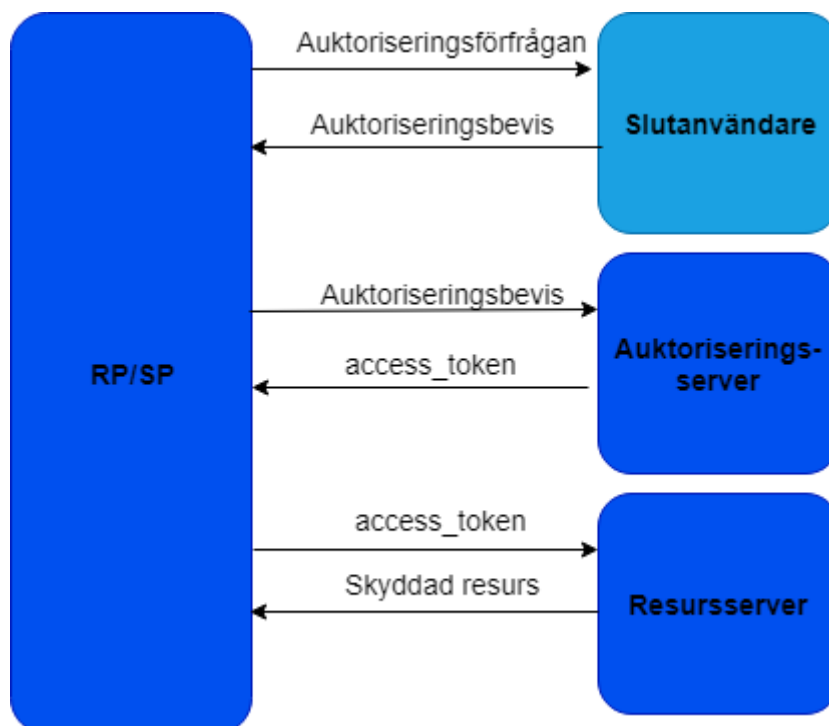 Auktoriseringsförfrågan
Auktoriseringsbevis
Slutanvändare
Auktoriseringsbevis
access_token
Auktoriserings-
server
RP/SP
access_token
Skyddad resurs
Resursserver